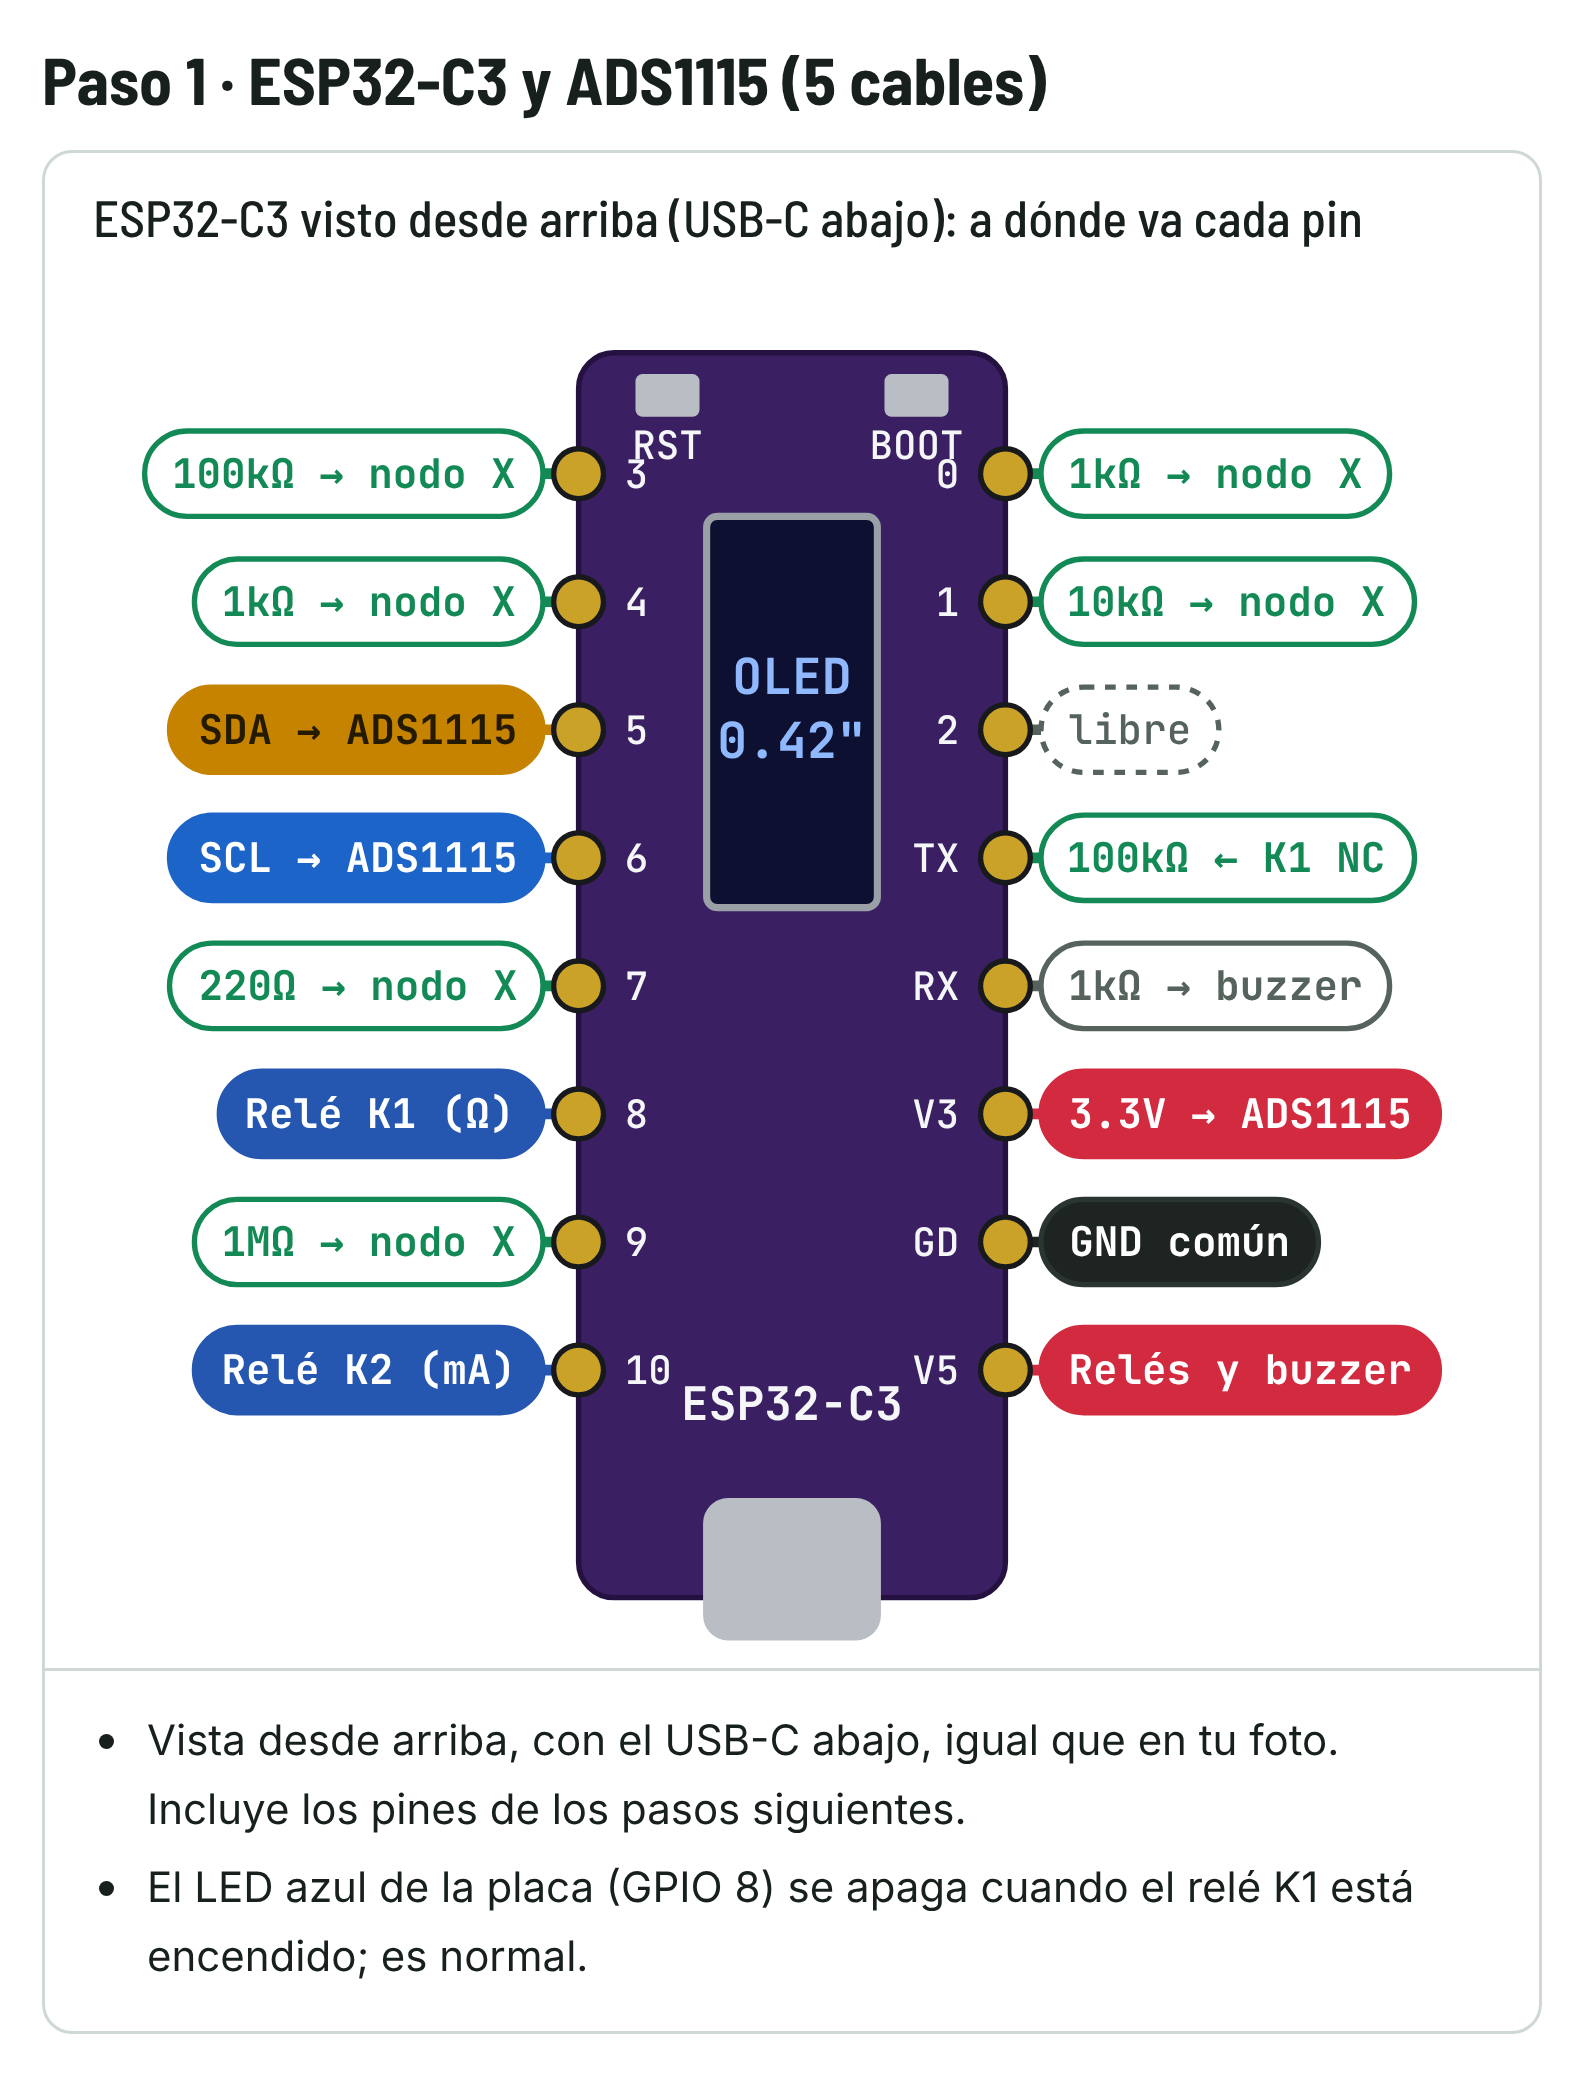 Paso 1 · ESP32-C3 y ADS1115 (5 cables)
ESP32-C3 visto desde arriba (USB-C abajo): a dónde va cada pin
RST BOOT
100kΩ → nodo X 3 0 1kΩ → nodo X
1kΩ → nodo X 4 1 10kΩ → nodo X
OLED
0.42"
SDA → ADS1115 5 2 libre
SCL → ADS1115 6 TX 100kΩ ← K1 NC
220Ω → nodo X 7 RX 1kΩ → buzzer
Relé K1 (Ω) 8 V3 3.3V → ADS1115
1MΩ → nodo X 9 GD GND común
Relé K2 (mA) 10 V5 Relés y buzzer
ESP32-C3
• Vista desde arriba, con el USB-C abajo, igual que en tu foto.
Incluye los pines de los pasos siguientes.
• El LED azul de la placa (GPIO 8) se apaga cuando el relé K1 está
encendido; es normal.